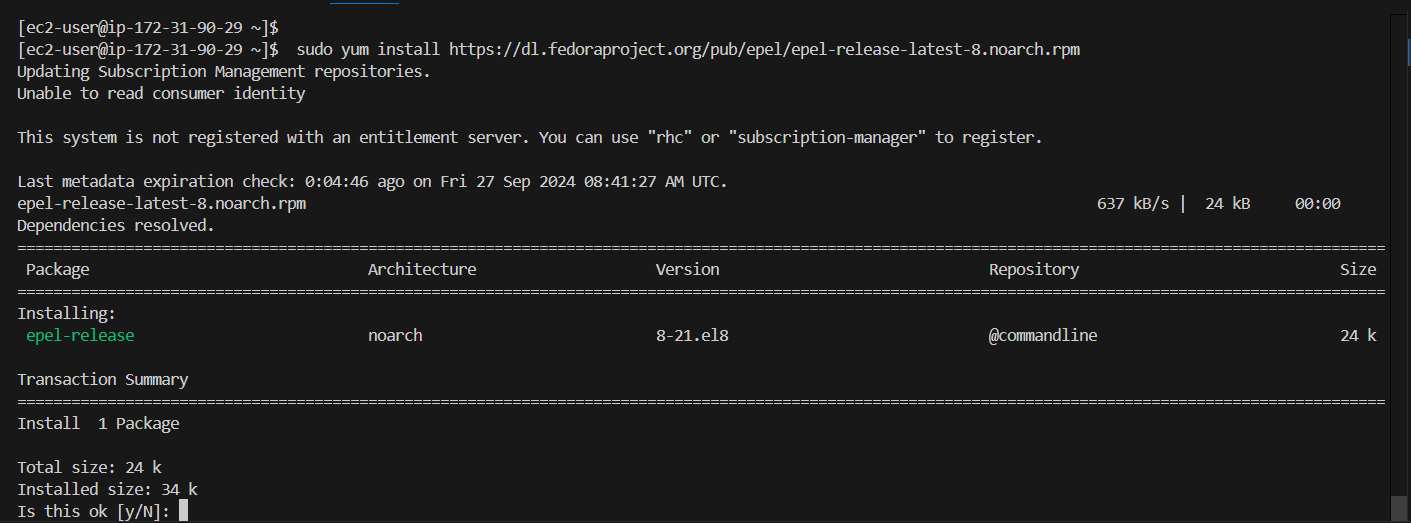 [ec2-user@ip-172-31-90-29 ~]$
[ec2-user@ip-172-31-90-29 ~]$  sudo yum install https://dl.fedoraproject.org/pub/epel/epel-release-latest-8.noarch.rpm
Updating Subscription Management repositories.
Unable to read consumer identity
This system is not registered with an entitlement server. You can use "rhc" or "subscription-manager" to register.
Last metadata expiration check: 0:04:46 ago on Fri 27 Sep 2024 08:41:27 AM UTC.
epel-release-latest-8.noarch.rpm 637 kB/s | 24 kB 00:00
Dependencies resolved.
================================================================================
Package Architecture Version Repository Size
================================================================================
Installing:
epel-release noarch 8-21.el8 @commandline 24 k
Transaction Summary
================================================================================
Install  1 Package
Total size: 24 k
Installed size: 34 k
Is this ok [y/N]: